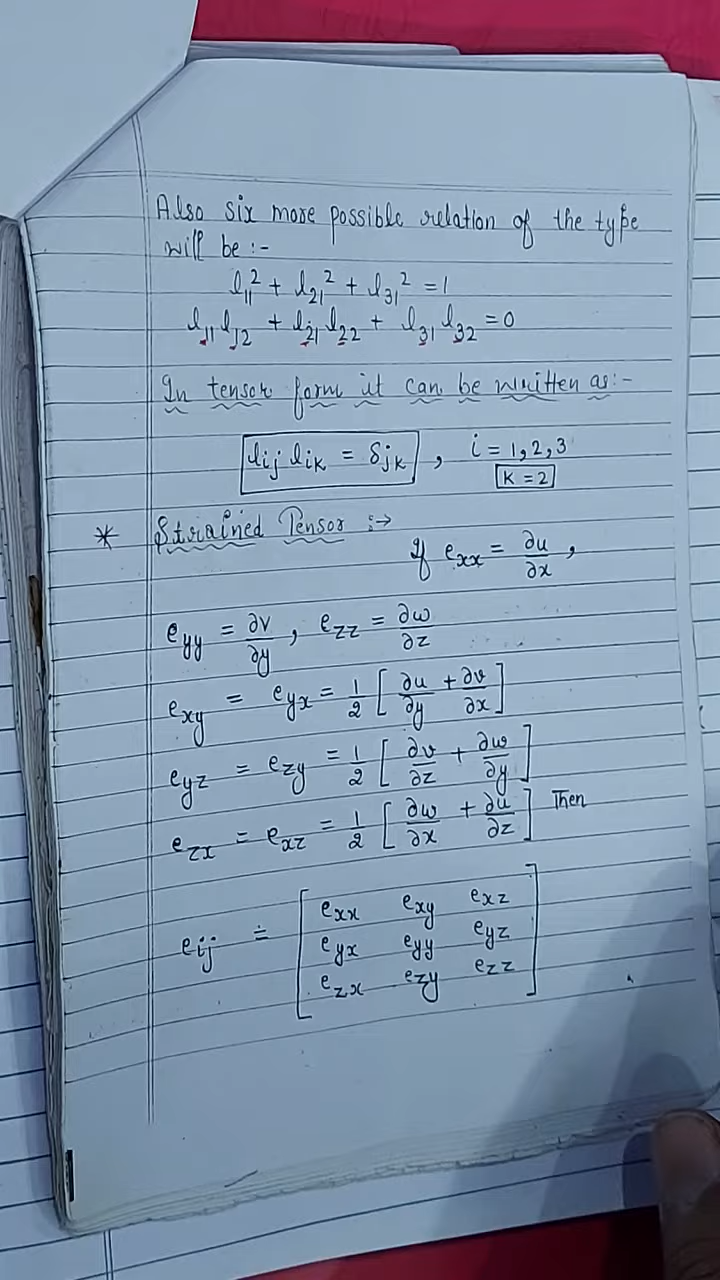 Also six more possible relation of the type
will be :-
l₁₁² + l₂₁² + l₃₁² = 1
l₁₁ l₁₂ + l₂₁ l₂₂ + l₃₁ l₃₂ = 0
In tensor form it can be written as:-
lij lik = δjk , i = 1, 2, 3
k = 2
* Strained Tensor :→
If exx = ∂u/∂x ,
eyy = ∂v/∂y , ezz = ∂w/∂z
exy = eyx = 1/2 [ ∂u/∂y + ∂v/∂x ]
eyz = ezy = 1/2 [ ∂v/∂z + ∂w/∂y ]
ezx = exz = 1/2 [ ∂w/∂x + ∂u/∂z ] Then
eij ≐ [ exx exy exz
eyx eyy eyz
ezx ezy ezz ]